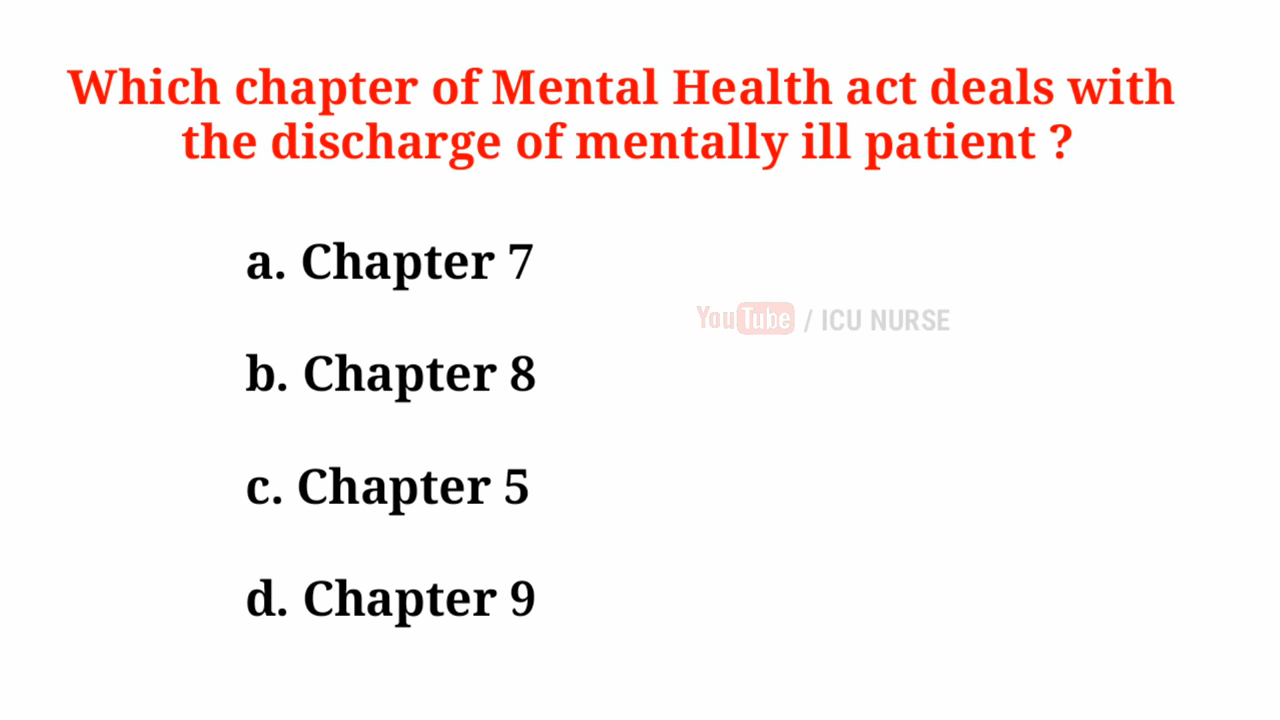 Which chapter of Mental Health act deals with
the discharge of mentally ill patient ?
a. Chapter 7
YouTube / ICU NURSE
b. Chapter 8
c. Chapter 5
d. Chapter 9